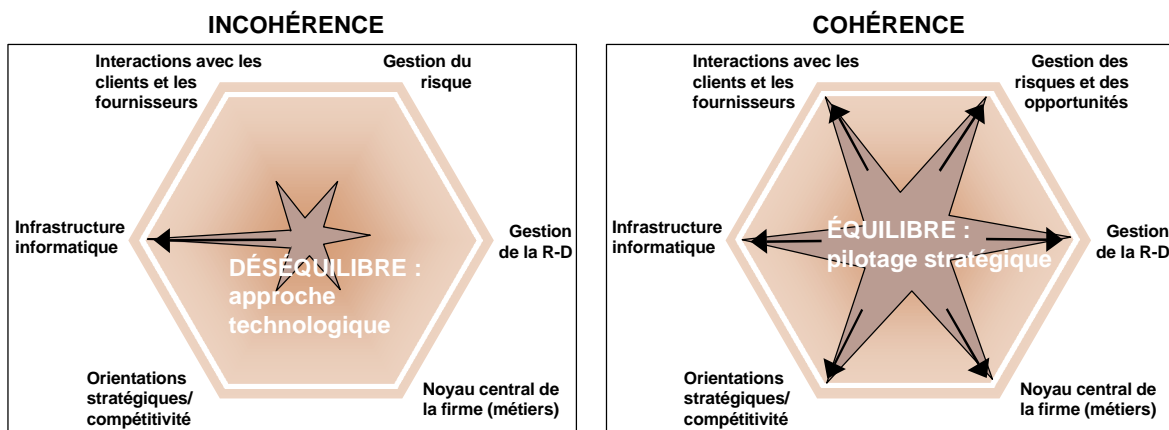 INCOHÉRENCE
Interactions avec les
clients et les
fournisseurs
Gestion du
risque
Infrastructure
informatique
Gestion
de la R-D
DÉSÉQUILIBRE :
approche
technologique
Orientations
stratégiques/
compétitivité
Noyau central de
la firme (métiers)
COHÉRENCE
Interactions avec les
clients et les
fournisseurs
Gestion des
risques et des
opportunités
Infrastructure
informatique
Gestion
de la R-D
ÉQUILIBRE :
pilotage stratégique
Orientations
stratégiques/
compétitivité
Noyau central de
la firme (métiers)